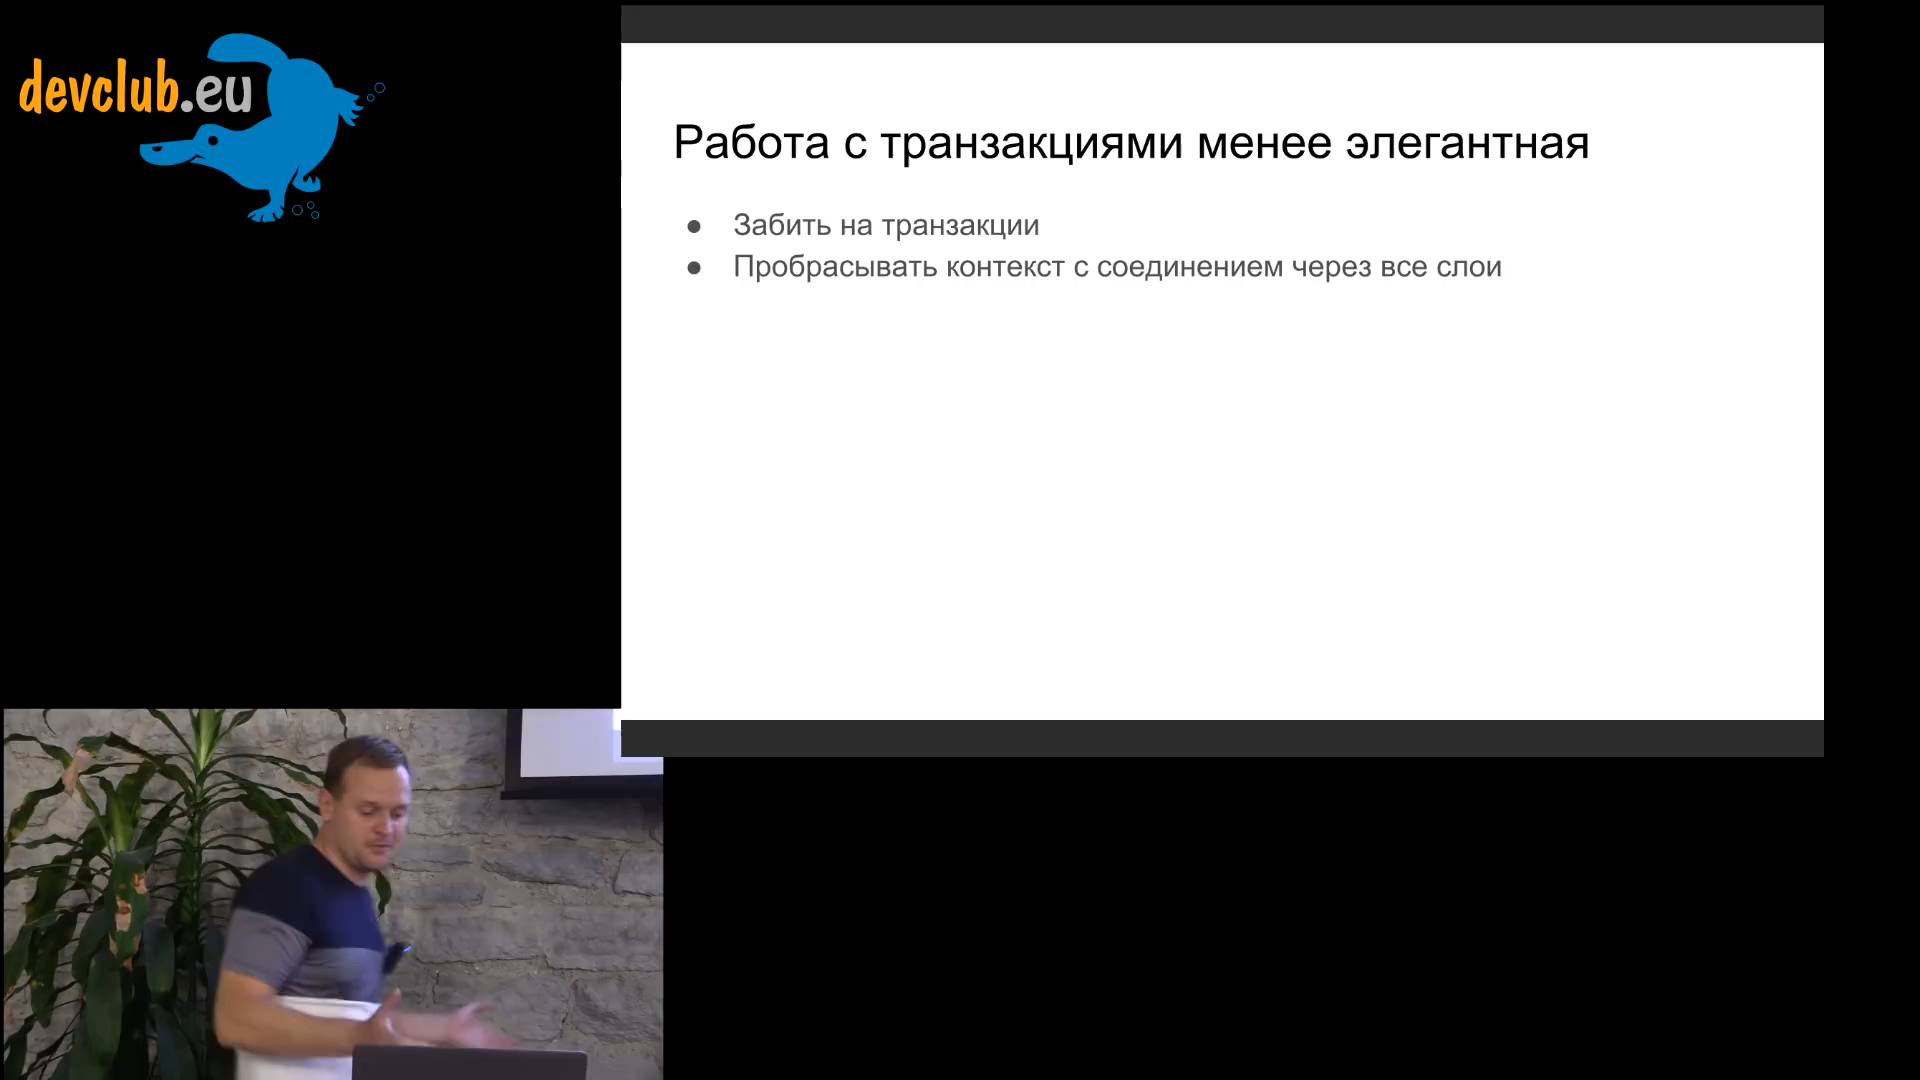 devclub.eu
Работа с транзакциями менее элегантная
● Забить на транзакции
● Пробрасывать контекст с соединением через все слои